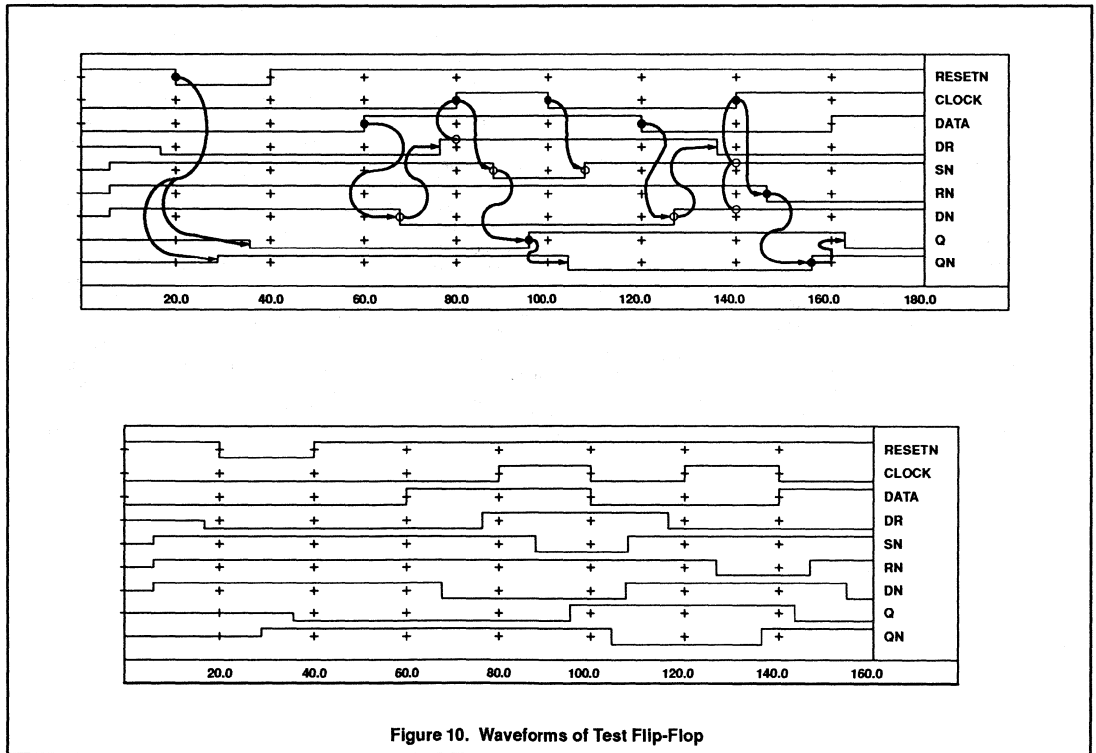 RESETN
CLOCK
DATA
DR
SN
RN
DN
Q
QN
20.0 40.0 60.0 80.0 100.0 120.0 140.0 160.0 180.0
RESETN
CLOCK
DATA
DR
SN
RN
DN
Q
QN
20.0 40.0 60.0 80.0 100.0 120.0 140.0 160.0
Figure 10. Waveforms of Test Flip-Flop